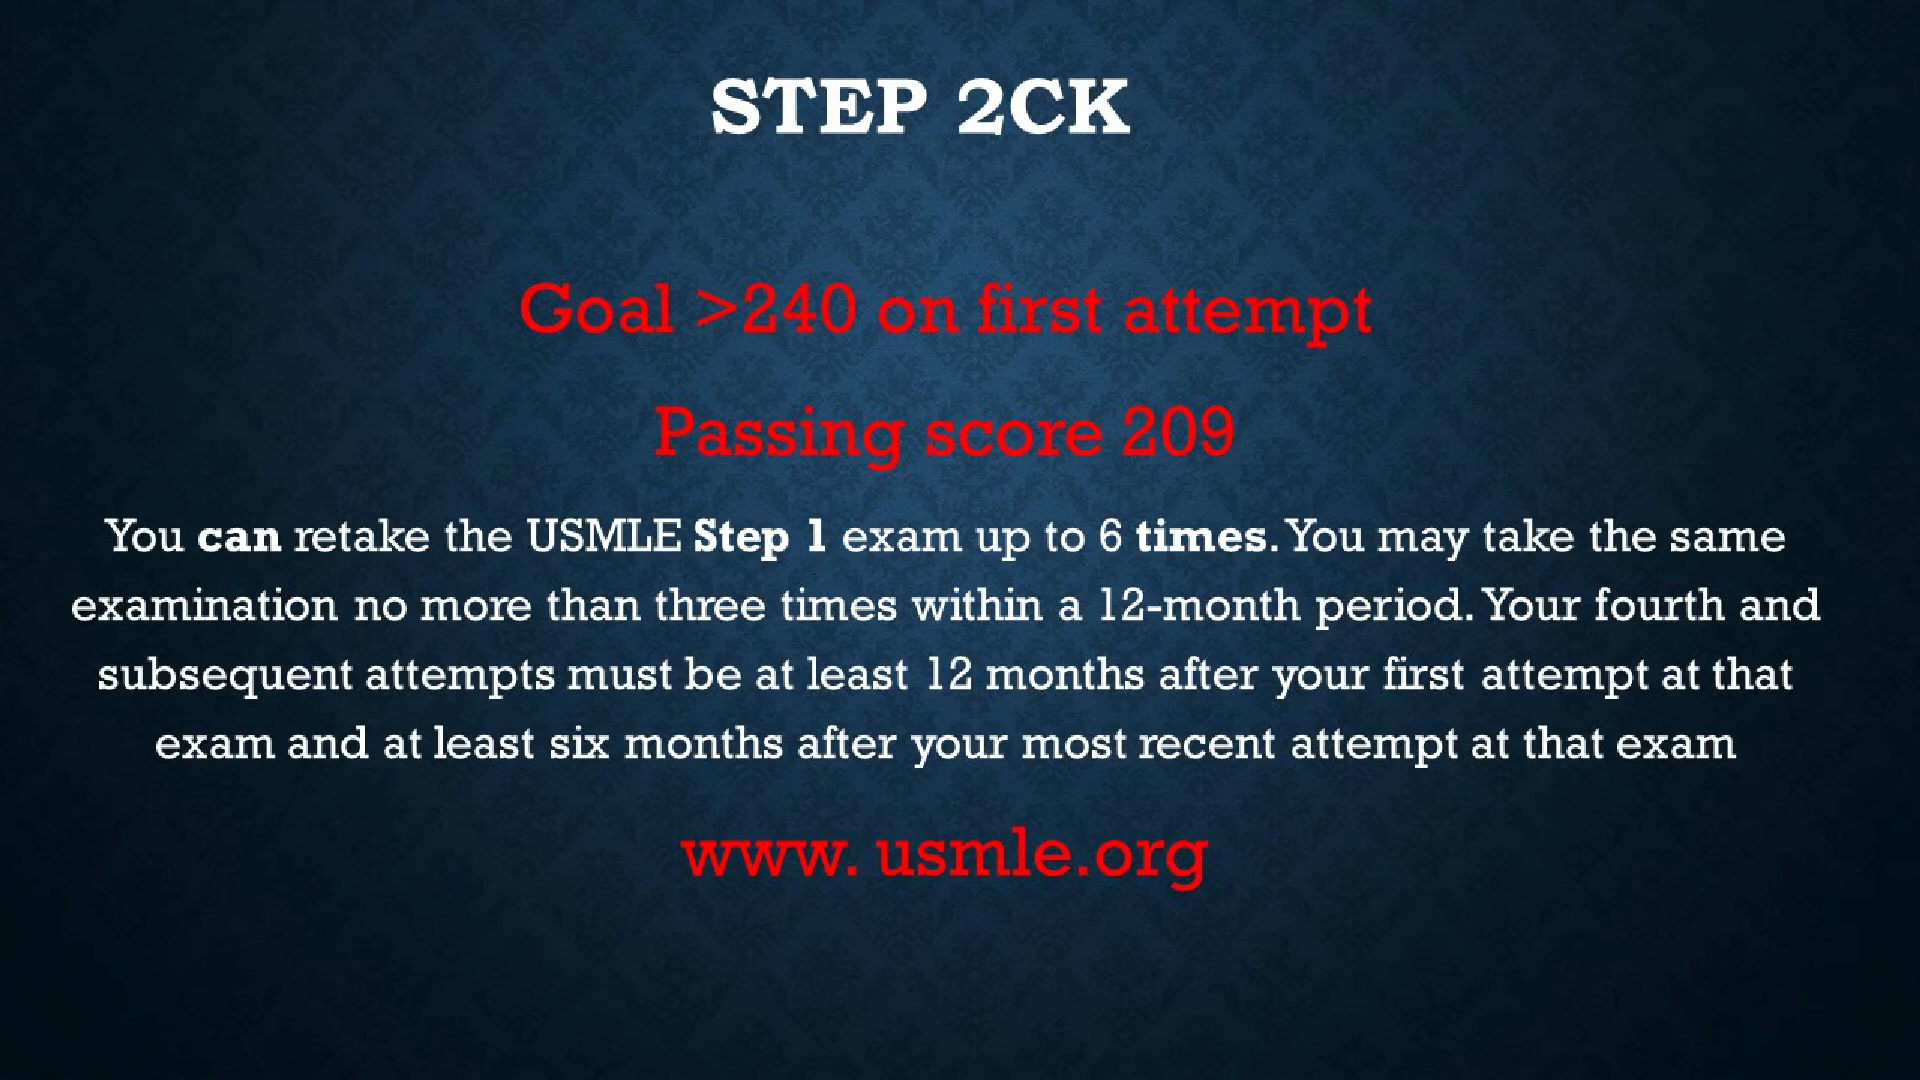 STEP 2CK
Goal >240 on first attempt
Passing score 209
You can retake the USMLE Step 1 exam up to 6 times. You may take the same
examination no more than three times within a 12-month period. Your fourth and
subsequent attempts must be at least 12 months after your first attempt at that
exam and at least six months after your most recent attempt at that exam
www. usmle.org